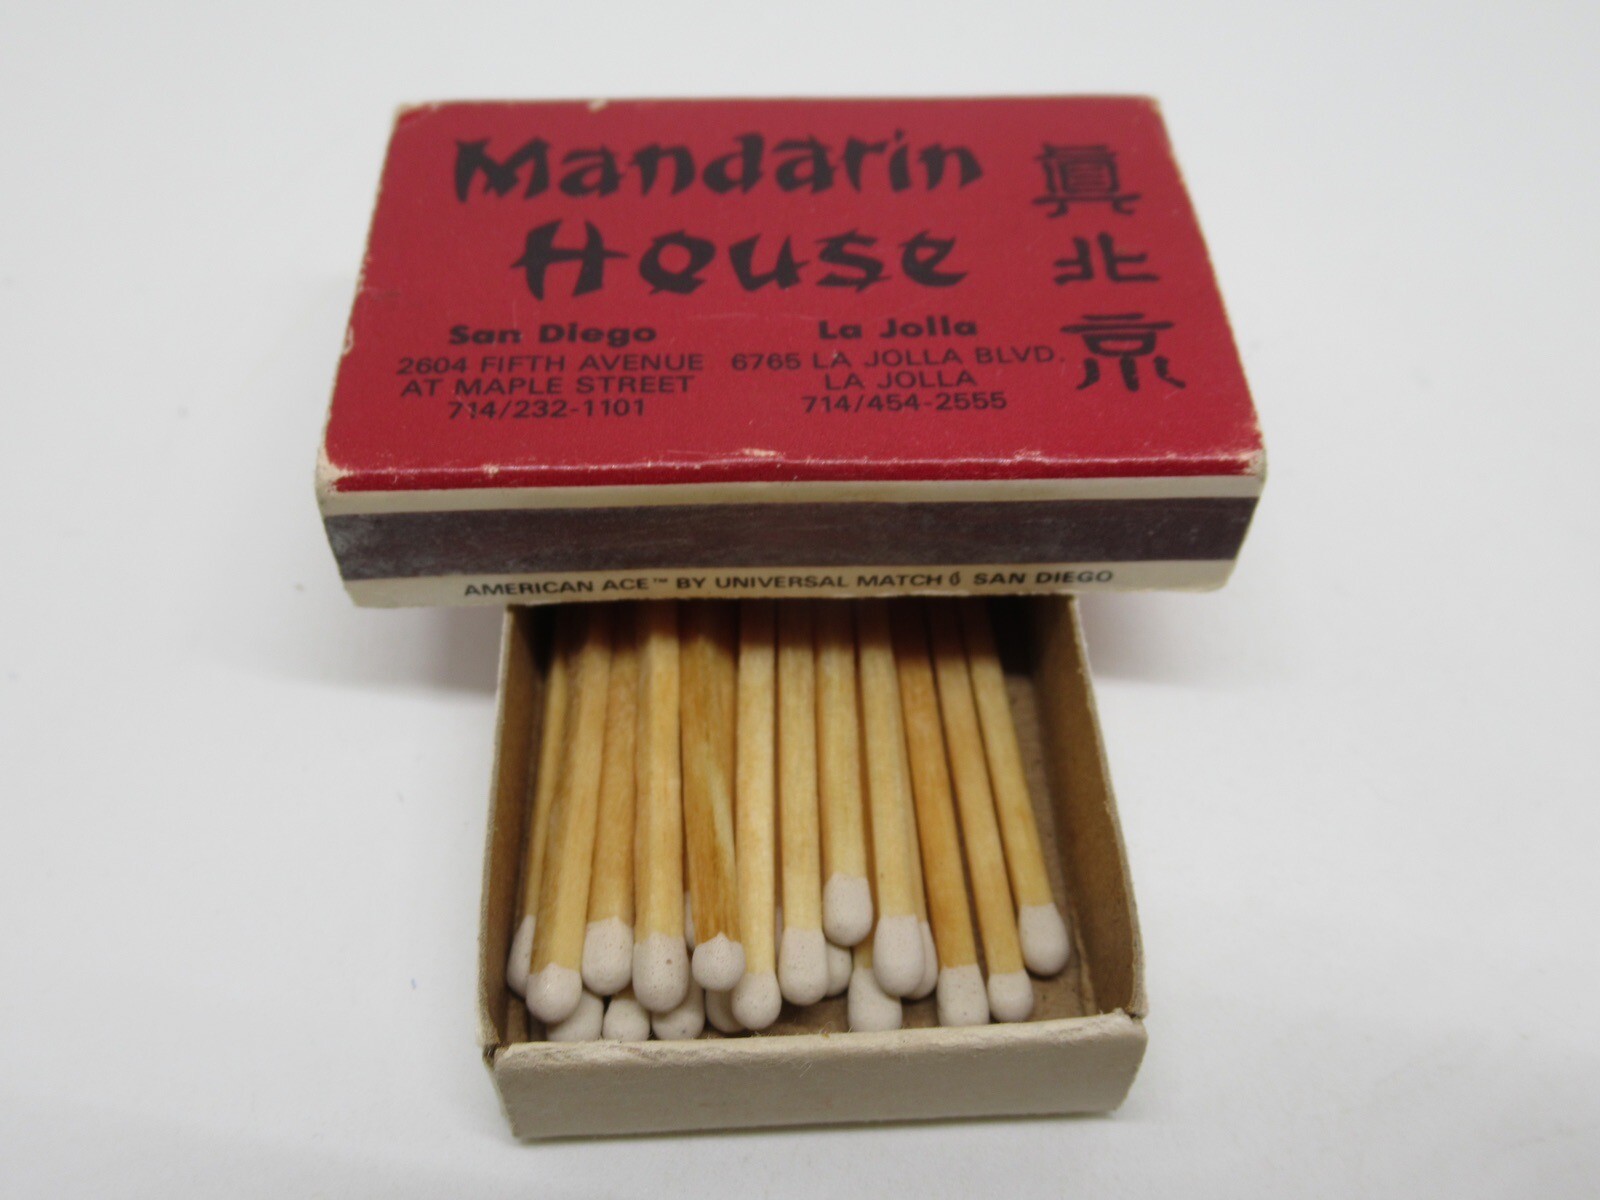 Mandarin
House
San Diego
2604 FIFTH AVENUE
AT MAPLE STREET
714/232-1101
La Jolla
6765 LA JOLLA BLVD.
LA JOLLA
714/454-2555
眞
北
京
AMERICAN ACE™ BY UNIVERSAL MATCH SAN DIEGO